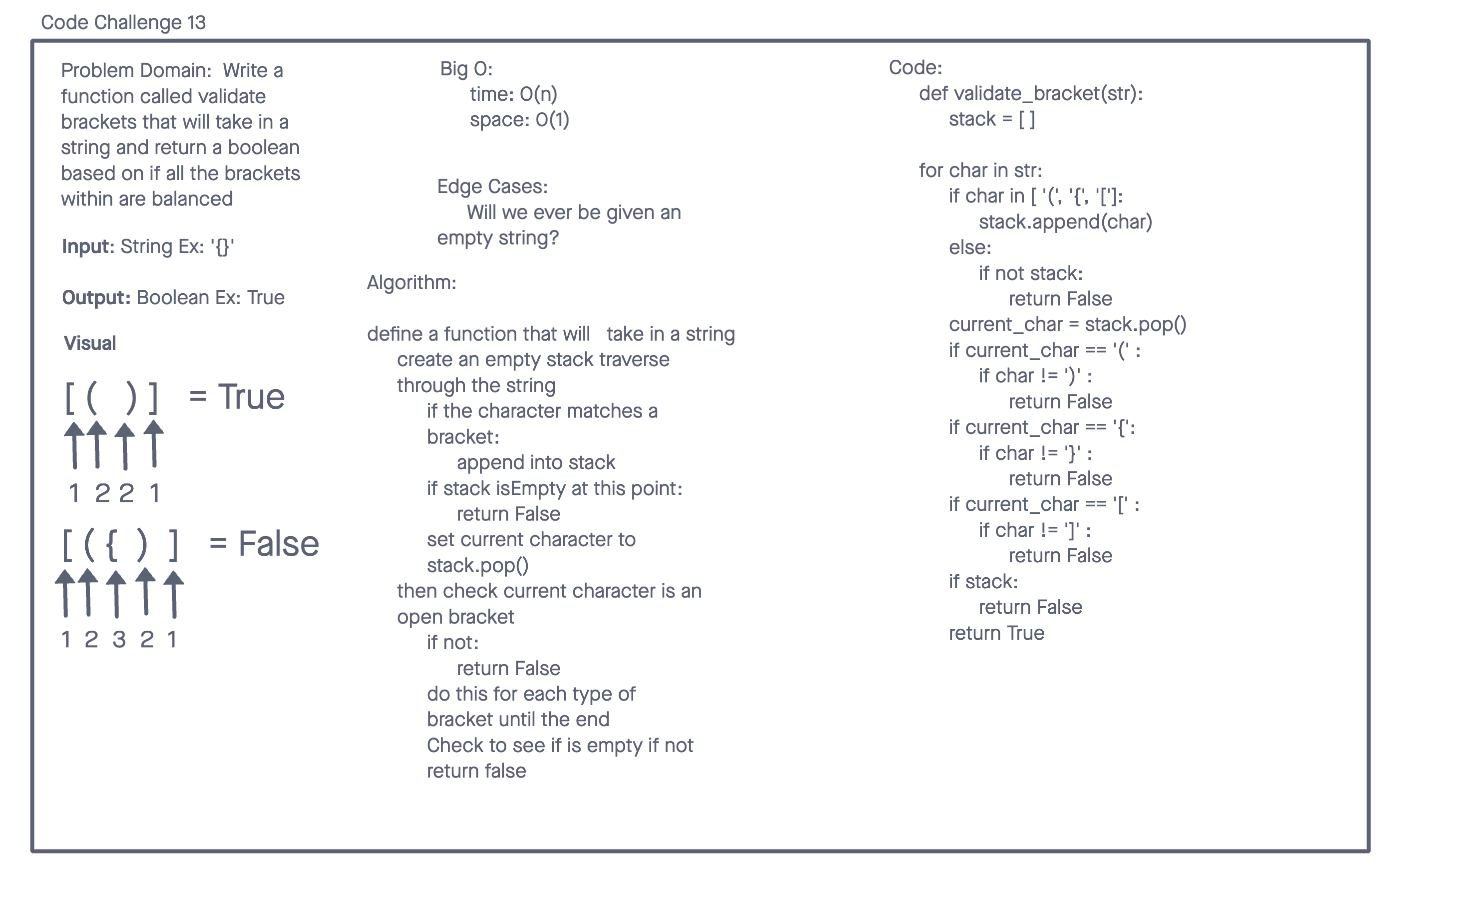 Code Challenge 13
Problem Domain:  Write a
function called validate
brackets that will take in a
string and return a boolean
based on if all the brackets
within are balanced
Input: String Ex: '{}'
Output: Boolean Ex: True
Visual
[ (  ) ] = True
1 2 2 1
[ ( { ) ] = False
1 2 3 2 1
Big O:
time: O(n)
space: O(1)
Edge Cases:
Will we ever be given an
empty string?
Algorithm:
define a function that will   take in a string
create an empty stack traverse
through the string
if the character matches a
bracket:
append into stack
if stack isEmpty at this point:
return False
set current character to
stack.pop()
then check current character is an
open bracket
if not:
return False
do this for each type of
bracket until the end
Check to see if is empty if not
return false
Code:
def validate_bracket(str):
stack = [ ]
for char in str:
if char in [ '(', '{', '[']:
stack.append(char)
else:
if not stack:
return False
current_char = stack.pop()
if current_char == '(' :
if char != ')' :
return False
if current_char == '{':
if char != '}' :
return False
if current_char == '[' :
if char != ']' :
return False
if stack:
return False
return True